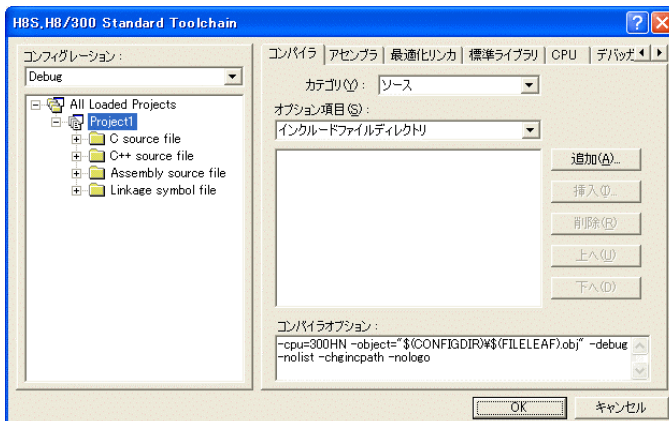 H8S,H8/300 Standard Toolchain
コンフィグレーション :
Debug
All Loaded Projects
Project1
C source file
C++ source file
Assembly source file
Linkage symbol file
コンパイラ アセンブラ 最適化リンカ 標準ライブラリ CPU デバッガ
カテゴリ(Y) : ソース
オプション項目(S) :
インクルードファイルディレクトリ
追加(A)...
挿入(I)...
削除(R)
上へ(U)
下へ(D)
コンパイラオプション :
-cpu=300HN -object="$(CONFIGDIR)¥$(FILELEAF).obj" -debug
-nolist -chgincpath -nologo
OK キャンセル